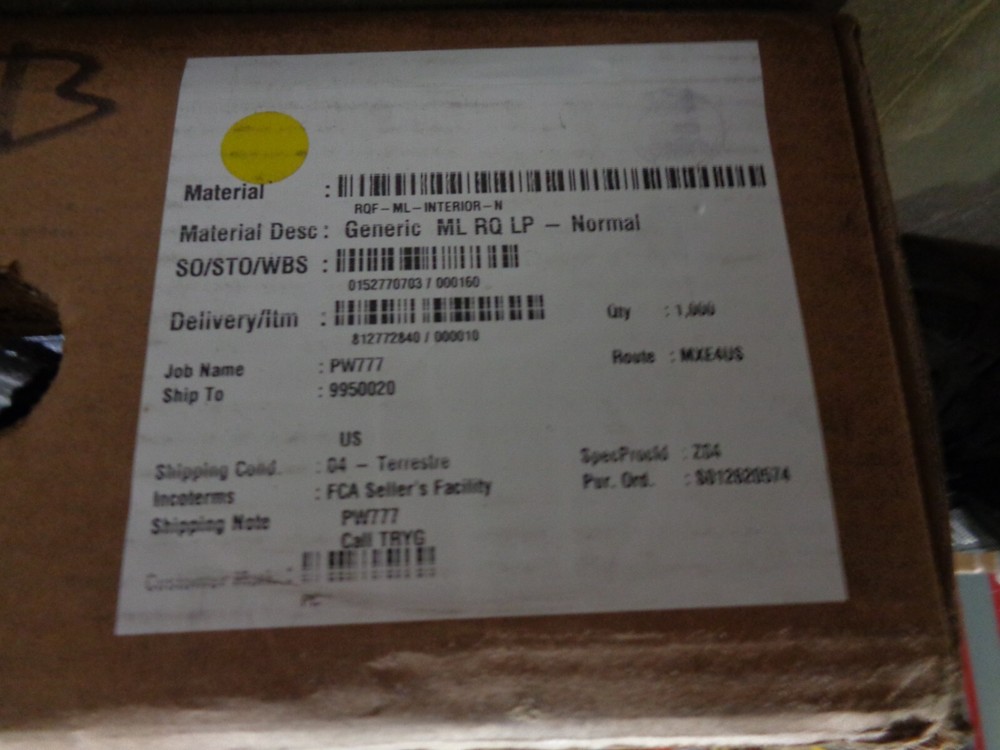 B
Material :
RQF-ML-INTERIOR-N
Material Desc: Generic ML RQ LP - Normal
SO/STO/WBS :
0152770703 / 000160
Delivery/Itm : Qty : 1,000
812772840 / 000010
Job Name : PW777 Route : MXE4US
Ship To : 9950020
US
Shipping Cond. : 04 - Terrestre SpecProcId : Z04
Incoterms : FCA Seller's Facility Pur. Ord. :
Shipping Note PW777
Call TRYG
Customer :
PC